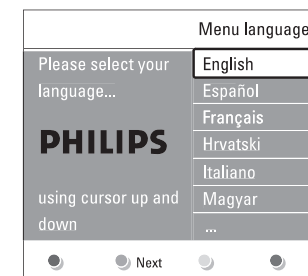 Menu language
Please select your
language...
PHILIPS
using cursor up and
down
English
Español
Français
Hrvatski
Italiano
Magyar
...
Next